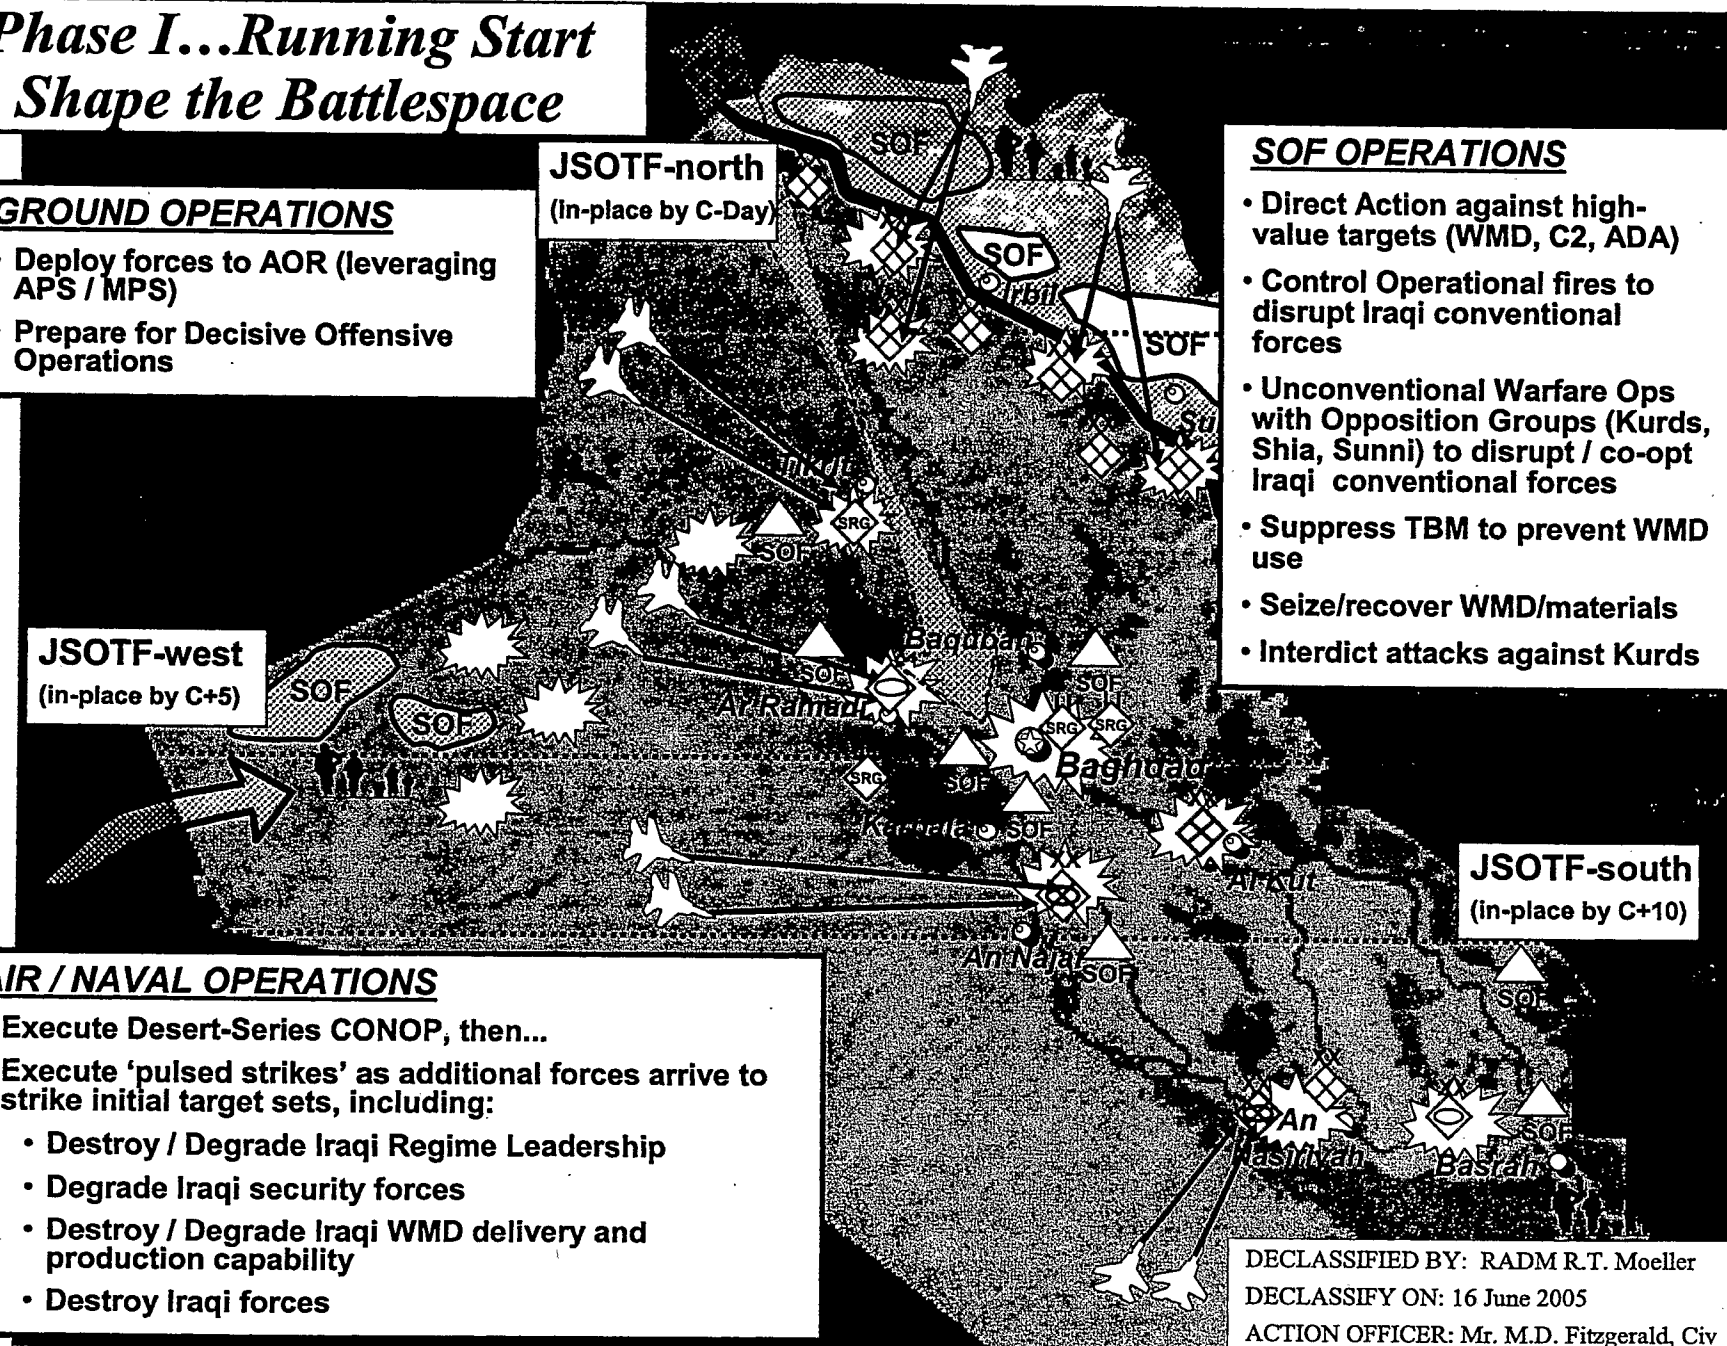 Phase I...Running Start
Shape the Battlespace
GROUND OPERATIONS
Deploy forces to AOR (leveraging
APS / MPS)
Prepare for Decisive Offensive
Operations
JSOTF-north
(in-place by C-Day)
SOF OPERATIONS
• Direct Action against high-
value targets (WMD, C2, ADA)
• Control Operational fires to
disrupt Iraqi conventional
forces
• Unconventional Warfare Ops
with Opposition Groups (Kurds,
Shia, Sunni) to disrupt / co-opt
Iraqi conventional forces
• Suppress TBM to prevent WMD
use
• Seize/recover WMD/materials
• Interdict attacks against Kurds
SOF
SOF
Irbil
SOF
Su
Tikrit
SRG
SOF
JSOTF-west
(in-place by C+5)
SOF
SOF
Baqubah
SOF
SOF
Ar Ramadi
SRG
SRG
Baghdad
SRG
SOF
Karbala
SOF
Al Kut
An Najaf
SOF
JSOTF-south
(in-place by C+10)
SOF
An
Nasiriyah
SOF
Basrah
AIR / NAVAL OPERATIONS
Execute Desert-Series CONOP, then...
Execute ‘pulsed strikes’ as additional forces arrive to
strike initial target sets, including:
• Destroy / Degrade Iraqi Regime Leadership
• Degrade Iraqi security forces
• Destroy / Degrade Iraqi WMD delivery and
production capability
• Destroy Iraqi forces
DECLASSIFIED BY: RADM R.T. Moeller
DECLASSIFY ON: 16 June 2005
ACTION OFFICER: Mr. M.D. Fitzgerald, Civ